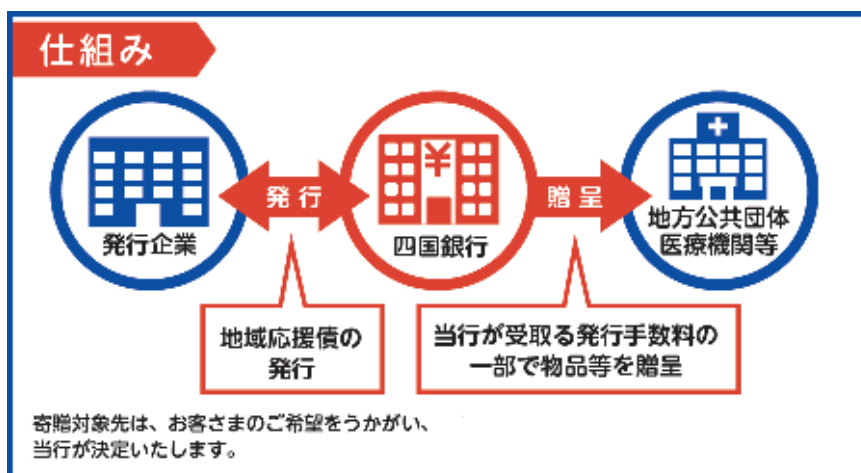 仕組み
発行
贈呈
発行企業
四国銀行
地方公共団体
医療機関等
地域応援債の
発行
当行が受取る発行手数料の
一部で物品等を贈呈
寄贈対象先は、お客さまのご希望をうかがい、
当行が決定いたします。